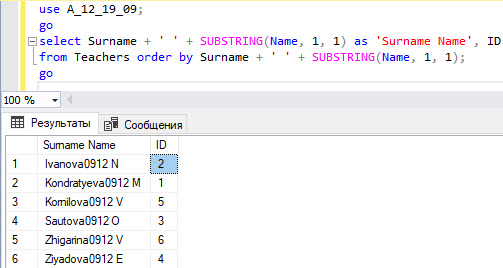 use A_12_19_09;
go
select Surname + ' ' + SUBSTRING(Name, 1, 1) as 'Surname Name', ID
from Teachers order by Surname + ' ' + SUBSTRING(Name, 1, 1);
go
100 %
Результаты Сообщения
Surname Name ID
1 Ivanova0912 N 2
2 Kondratyeva0912 M 1
3 Komilova0912 V 5
4 Sautova0912 O 3
5 Zhigarina0912 V 6
6 Ziyadova0912 E 4